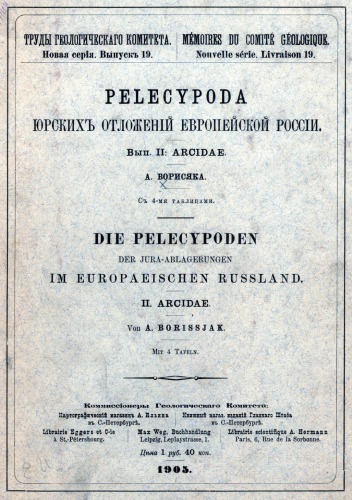 ТРУДЫ ГЕОЛОГИЧЕСКАГО КОМИТЕТА. MÉMOIRES DU COMITÉ GÉOLOGIQUE.
Новая серія. Выпускъ 19. Nouvelle série. Livraison 19.
PELECYPODA
ЮРСКИХЪ ОТЛОЖЕНІЙ ЕВРОПЕЙСКОЙ РОССІИ.
Вып. II: ARCIDAE.
А. БОРИСЯКА.
Съ 4-мя таблицами.
DIE PELECYPODEN
DER JURA-ABLAGERUNGEN
IM EUROPAEISCHEN RUSSLAND.
II. ARCIDAE.
Von A. BORISSJAK.
Mit 4 Tafeln.
Коммиссіонеры Геологическаго Комитета:
Картографическій магазинъ А. Ильина Книжный магаз. изданій Главнаго Штаба
въ С.-Петербургѣ. въ С.-Петербургѣ.
Librairie Eggers et C-ie Max Weg, Buchhandlung Librairie scientifique A. Hermann
à St.-Pétersbourg. Leipzig, Leplaystrasse, 1. Paris, 6, Rue de la Sorbonne.
Цѣна 1 руб. 40 коп.
1905.